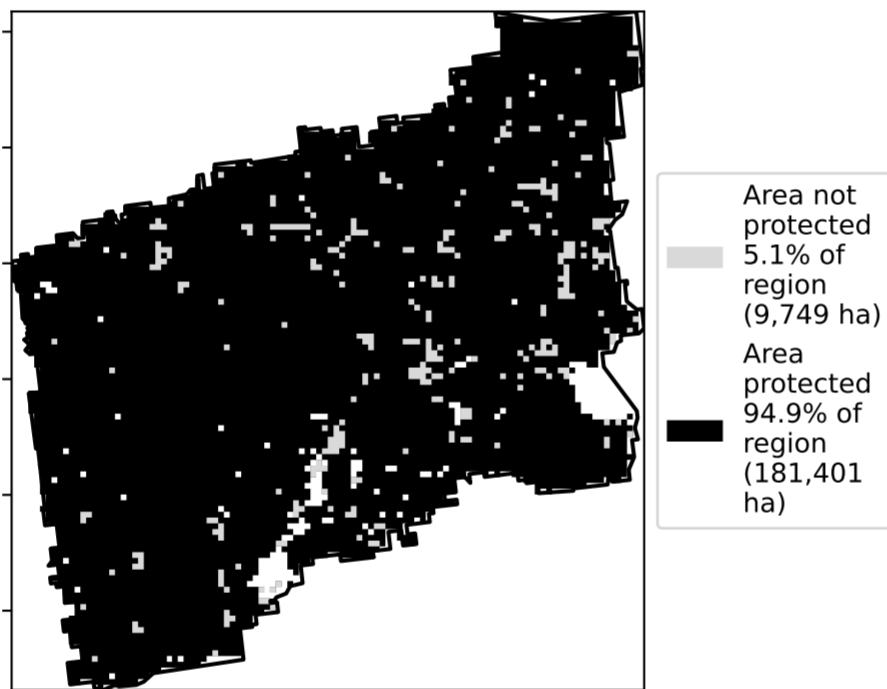 Area not
protected
5.1% of
region
(9,749 ha)
Area
protected
94.9% of
region
(181,401
ha)